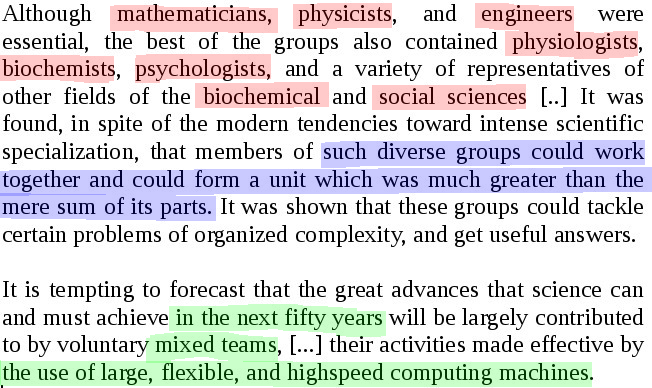 Although mathematicians, physicists, and engineers were
essential, the best of the groups also contained physiologists,
biochemists, psychologists, and a variety of representatives of
other fields of the biochemical and social sciences [..] It was
found, in spite of the modern tendencies toward intense scientific
specialization, that members of such diverse groups could work
together and could form a unit which was much greater than the
mere sum of its parts. It was shown that these groups could tackle
certain problems of organized complexity, and get useful answers.
It is tempting to forecast that the great advances that science can
and must achieve in the next fifty years will be largely contributed
to by voluntary mixed teams, [...] their activities made effective by
the use of large, flexible, and highspeed computing machines.